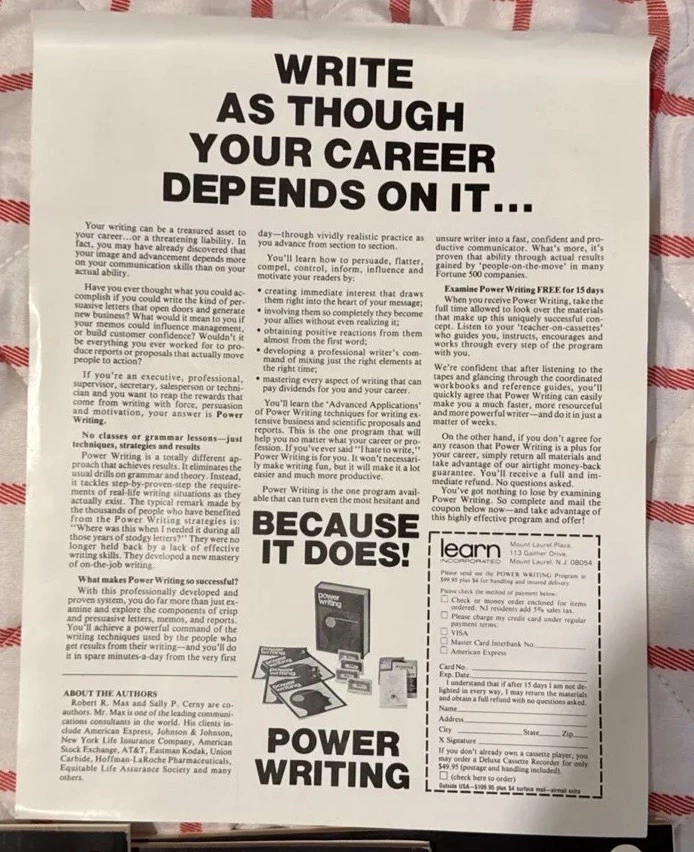 WRITE
AS THOUGH
YOUR CAREER
DEPENDS ON IT...
Your writing can be a treasured asset to
your career...or a threatening liability. In
fact, you may have already discovered that
your image and advancement depends more
on your communication skills than on your
actual ability.
Have you ever thought what you could ac-
complish if you could write the kind of per-
suasive letters that open doors and generate
new business? What would it mean to you if
your memos could influence management,
or build customer confidence? Wouldn't it
be everything you ever worked for to pro-
duce reports or proposals that actually move
people to action?
If you're an executive, professional,
supervisor, secretary, salesperson or techni-
cian and you want to reap the rewards that
come from writing with force, persuasion
and motivation, your answer is Power
Writing.
No classes or grammar lessons—just
techniques, strategies and results
Power Writing is a totally different ap-
proach that achieves results. It eliminates the
usual drills on grammar and theory. Instead,
it tackles step-by-proven-step the require-
ments of real-life writing situations as they
actually exist. The typical remark made by
the thousands of people who have benefited
from the Power Writing strategies is:
"Where was this when I needed it during all
those years of stodgy letters?" They were no
longer held back by a lack of effective
writing skills. They developed a new mastery
of on-the-job writing.
What makes Power Writing so successful?
With this professionally developed and
proven system, you do far more than just ex-
amine and explore the components of crisp
and persuasive letters, memos, and reports.
You'll achieve a powerful command of the
writing techniques used by the people who
get results from their writing—and you'll do
it in spare minutes-a-day from the very first
ABOUT THE AUTHORS
Robert R. Max and Sally P. Cerny are co-
authors. Mr. Max is one of the leading communi-
cations consultants in the world. His clients in-
clude American Express, Johnson & Johnson,
New York Life Insurance Company, American
Stock Exchange, AT&T, Eastman Kodak, Union
Carbide, Hoffman-LaRoche Pharmaceuticals,
Equitable Life Assurance Society and many
others.
day—through vividly realistic practice as
you advance from section to section.
You'll learn how to persuade, flatter,
compel, control, inform, influence and
motivate your readers by:
• creating immediate interest that draws
them right into the heart of your message;
• involving them so completely they become
your allies without even realizing it;
• obtaining positive reactions from them
almost from the first word;
• developing a professional writer's com-
mand of mixing just the right elements at
the right time;
• mastering every aspect of writing that can
pay dividends for you and your career.
You'll learn the 'Advanced Applications'
of Power Writing techniques for writing ex-
tensive business and scientific proposals and
reports. This is the one program that will
help you no matter what your career or pro-
fession. If you've ever said "I hate to write,"
Power Writing is for you. It won't necessari-
ly make writing fun, but it will make it a lot
easier and much more productive.
Power Writing is the one program avail-
able that can turn even the most hesitant and
BECAUSE
IT DOES!
power
writing
POWER
WRITING
unsure writer into a fast, confident and pro-
ductive communicator. What's more, it's
proven that ability through actual results
gained by 'people-on-the-move' in many
Fortune 500 companies.
Examine Power Writing FREE for 15 days
When you receive Power Writing, take the
full time allowed to look over the materials
that make up this uniquely successful con-
cept. Listen to your 'teacher-on-cassettes'
who guides you, instructs, encourages and
works through every step of the program
with you.
We're confident that after listening to the
tapes and glancing through the coordinated
workbooks and reference guides, you'll
quickly agree that Power Writing can easily
make you a much faster, more resourceful
and more powerful writer—and do it in just a
matter of weeks.
On the other hand, if you don't agree for
any reason that Power Writing is a plus for
your career, simply return all materials and
take advantage of our airtight money-back
guarantee. You'll receive a full and im-
mediate refund. No questions asked.
You've got nothing to lose by examining
Power Writing. So complete and mail the
coupon below now—and take advantage of
this highly effective program and offer!
learn
INCORPORATED
Mount Laurel Plaza,
113 Gaither Drive,
Mount Laurel, N.J. 08054
Please send me the POWER WRITING Program at
$99.95 plus $4 for handling and insured delivery.
Please check the method of payment below:
Check or money order enclosed for items
ordered. NJ residents add 5% sales tax.
Please charge my credit card under regular
payment terms:
VISA
Master Card Interbank No.
American Express
Card No.
Exp. Date
I understand that if after 15 days I am not de-
lighted in every way, I may return the materials
and obtain a full refund with no questions asked.
Name
Address
City State Zip
X Signature
If you don't already own a cassette player, you
may order a Deluxe Cassette Recorder for only
$49.95 (postage and handling included).
(check here to order)
Outside USA—$109.95 plus $4 surface mail—airmail extra